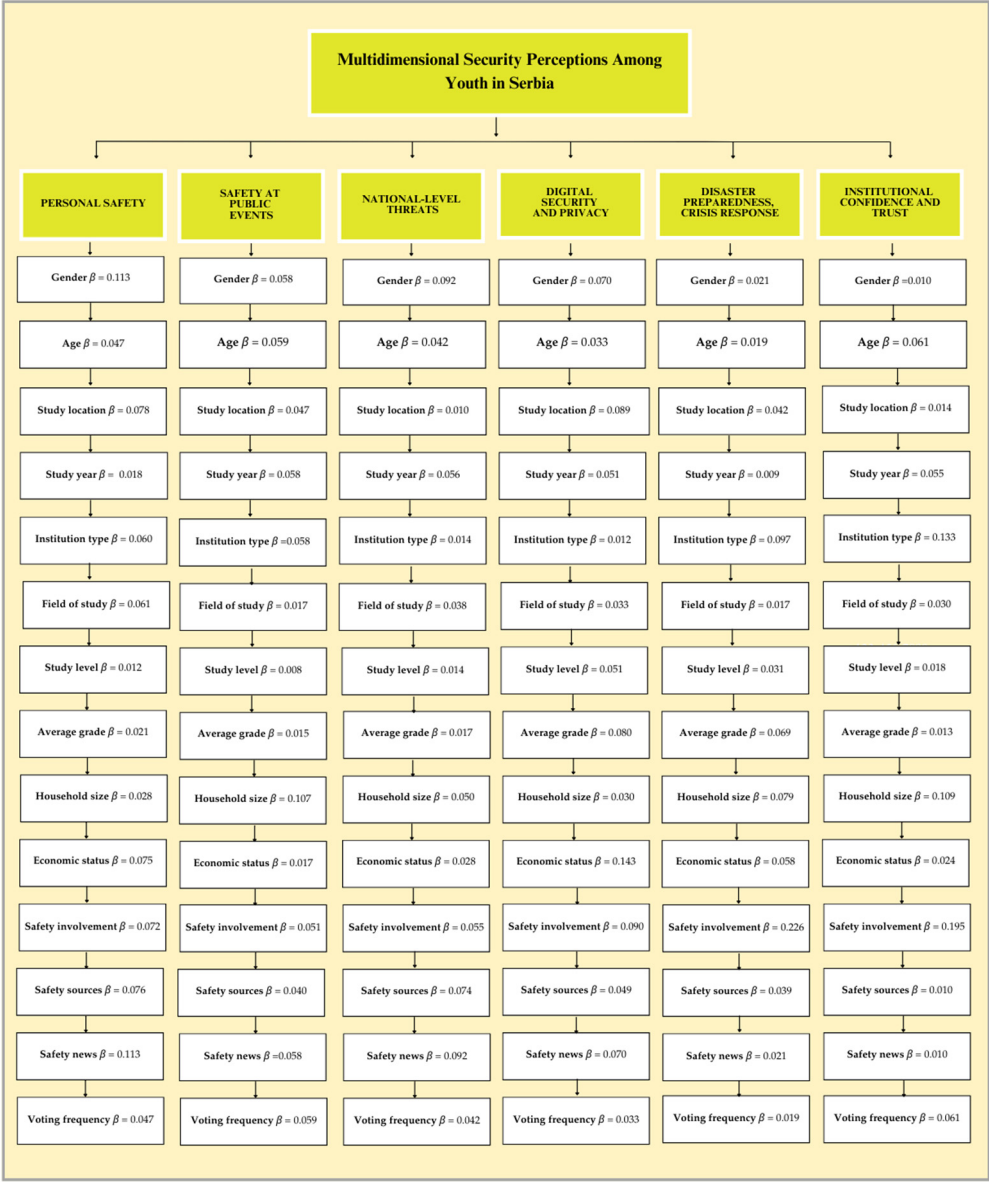 Multidimensional Security Perceptions Among
Youth in Serbia
PERSONAL SAFETY
Gender β = 0.113
Age β = 0.047
Study location β = 0.078
Study year β = 0.018
Institution type β = 0.060
Field of study β = 0.061
Study level β = 0.012
Average grade β = 0.021
Household size β = 0.028
Economic status β = 0.075
Safety involvement β = 0.072
Safety sources β = 0.076
Safety news β = 0.113
Voting frequency β = 0.047
SAFETY AT
PUBLIC
EVENTS
Gender β = 0.058
Age β = 0.059
Study location β = 0.047
Study year β = 0.058
Institution type β =0.058
Field of study β = 0.017
Study level β = 0.008
Average grade β = 0.015
Household size β = 0.107
Economic status β = 0.017
Safety involvement β = 0.051
Safety sources β = 0.040
Safety news β =0.058
Voting frequency β = 0.059
NATIONAL-LEVEL
THREATS
Gender β = 0.092
Age β = 0.042
Study location β = 0.010
Study year β = 0.056
Institution type β = 0.014
Field of study β = 0.038
Study level β = 0.014
Average grade β = 0.017
Household size β = 0.050
Economic status β = 0.028
Safety involvement β = 0.055
Safety sources β = 0.074
Safety news β = 0.092
Voting frequency β = 0.042
DIGITAL
SECURITY
AND PRIVACY
Gender β = 0.070
Age β = 0.033
Study location β = 0.089
Study year β = 0.051
Institution type β = 0.012
Field of study β = 0.033
Study level β = 0.051
Average grade β = 0.080
Household size β = 0.030
Economic status β = 0.143
Safety involvement β = 0.090
Safety sources β = 0.049
Safety news β = 0.070
Voting frequency β = 0.033
DISASTER
PREPAREDNESS,
CRISIS RESPONSE
Gender β = 0.021
Age β = 0.019
Study location β = 0.042
Study year β = 0.009
Institution type β = 0.097
Field of study β = 0.017
Study level β = 0.031
Average grade β = 0.069
Household size β = 0.079
Economic status β = 0.058
Safety involvement β = 0.226
Safety sources β = 0.039
Safety news β = 0.021
Voting frequency β = 0.019
INSTITUTIONAL
CONFIDENCE AND
TRUST
Gender β =0.010
Age β = 0.061
Study location β = 0.014
Study year β = 0.055
Institution type β = 0.133
Field of study β = 0.030
Study level β = 0.018
Average grade β = 0.013
Household size β = 0.109
Economic status β = 0.024
Safety involvement β = 0.195
Safety sources β = 0.010
Safety news β = 0.010
Voting frequency β = 0.061